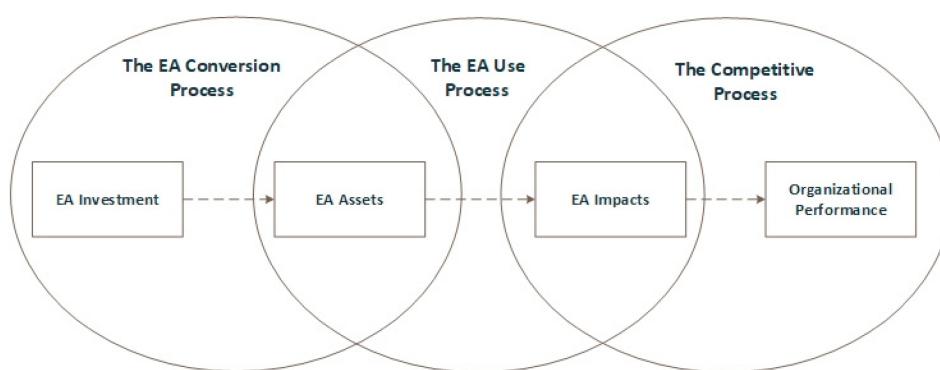 The EA Conversion
Process
The EA Use
Process
The Competitive
Process
EA Investment
EA Assets
EA Impacts
Organizational
Performance